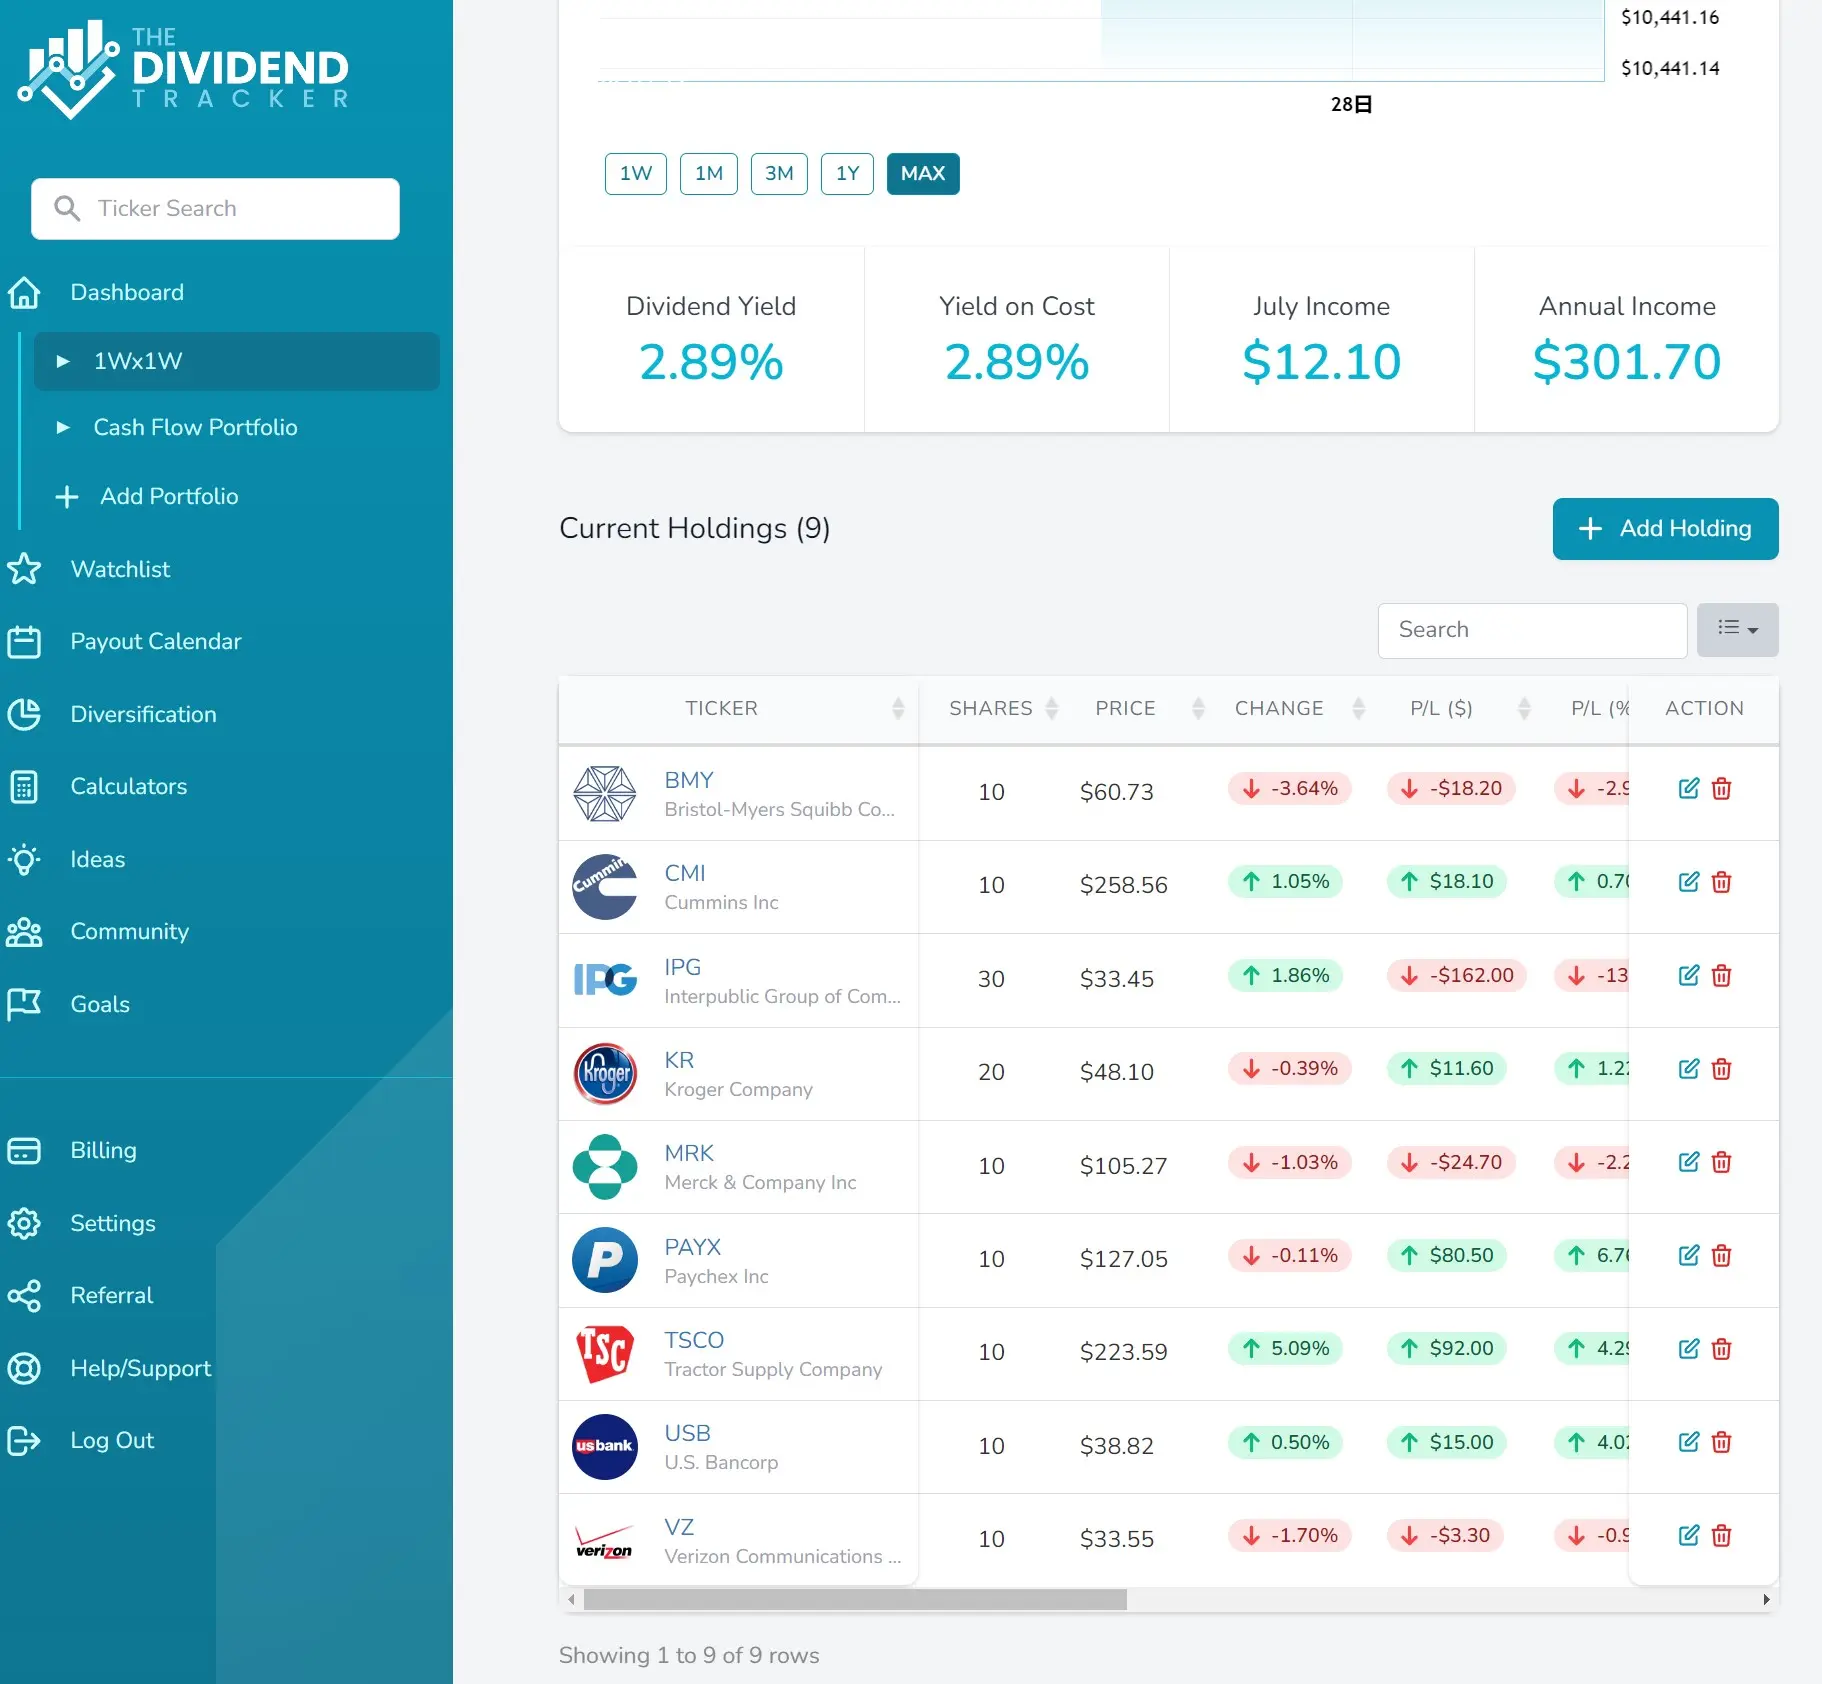 THE
DIVIDEND
TRACKER
Ticker Search
Dashboard
1Wx1W
Cash Flow Portfolio
Add Portfolio
Watchlist
Payout Calendar
Diversification
Calculators
Ideas
Community
Goals
Billing
Settings
Referral
Help/Support
Log Out
$10,441.16
$10,441.14
28日
1W 1M 3M 1Y MAX
Dividend Yield Yield on Cost July Income Annual Income
2.89% 2.89% $12.10 $301.70
Current Holdings (9) Add Holding
Search
TICKER SHARES PRICE CHANGE P/L ($) P/L (% ACTION
BMY 10 $60.73 -3.64% -$18.20 -2.9
Bristol-Myers Squibb Co...
Cummin
CMI 10 $258.56 1.05% $18.10 0.70
Cummins Inc
IPG
IPG 30 $33.45 1.86% -$162.00 -13
Interpublic Group of Com...
Kroger
KR 20 $48.10 -0.39% $11.60 1.22
Kroger Company
MRK 10 $105.27 -1.03% -$24.70 -2.2
Merck & Company Inc
P
PAYX 10 $127.05 -0.11% $80.50 6.76
Paychex Inc
TSC
TSCO 10 $223.59 5.09% $92.00 4.29
Tractor Supply Company
usbank
USB 10 $38.82 0.50% $15.00 4.02
U.S. Bancorp
verizon
VZ 10 $33.55 -1.70% -$3.30 -0.9
Verizon Communications ...
Showing 1 to 9 of 9 rows